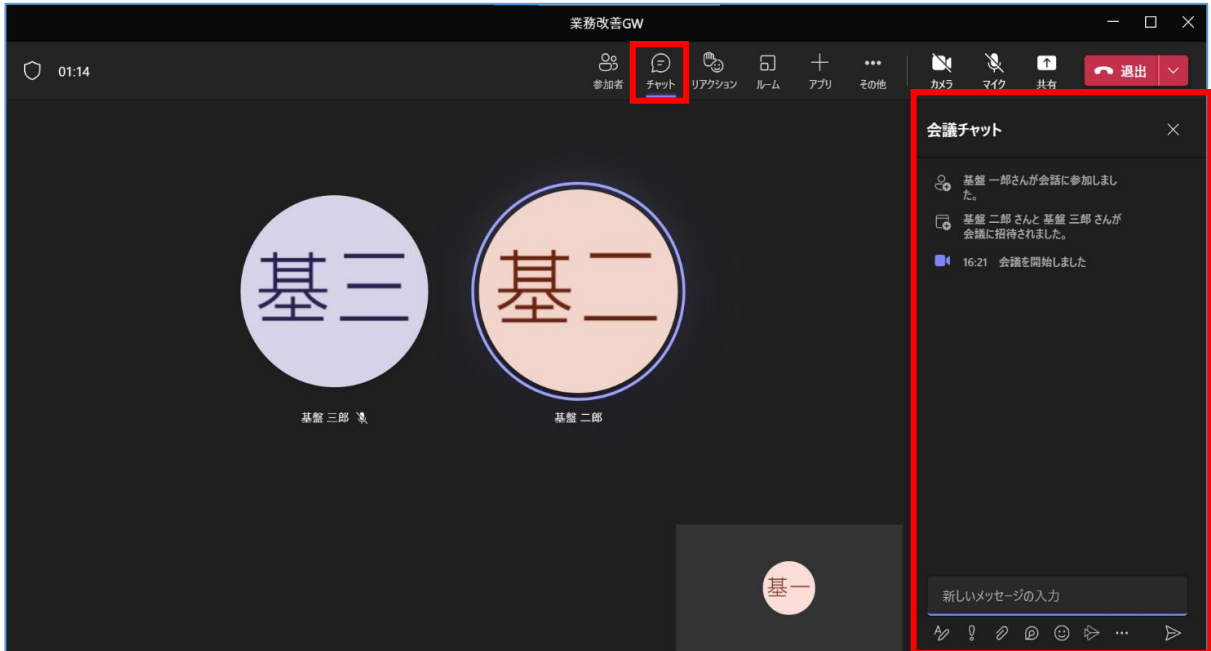 業務改善GW
01:14
参加者 チャット リアクション ルーム アプリ その他 カメラ マイク 共有 退出
会議チャット
基盤 一郎さんが会話に参加しまし
た。
基盤 二郎 さんと 基盤 三郎 さんが
会議に招待されました。
16:21 会議を開始しました
基三
基二
基盤 三郎
基盤 二郎
基一
新しいメッセージの入力